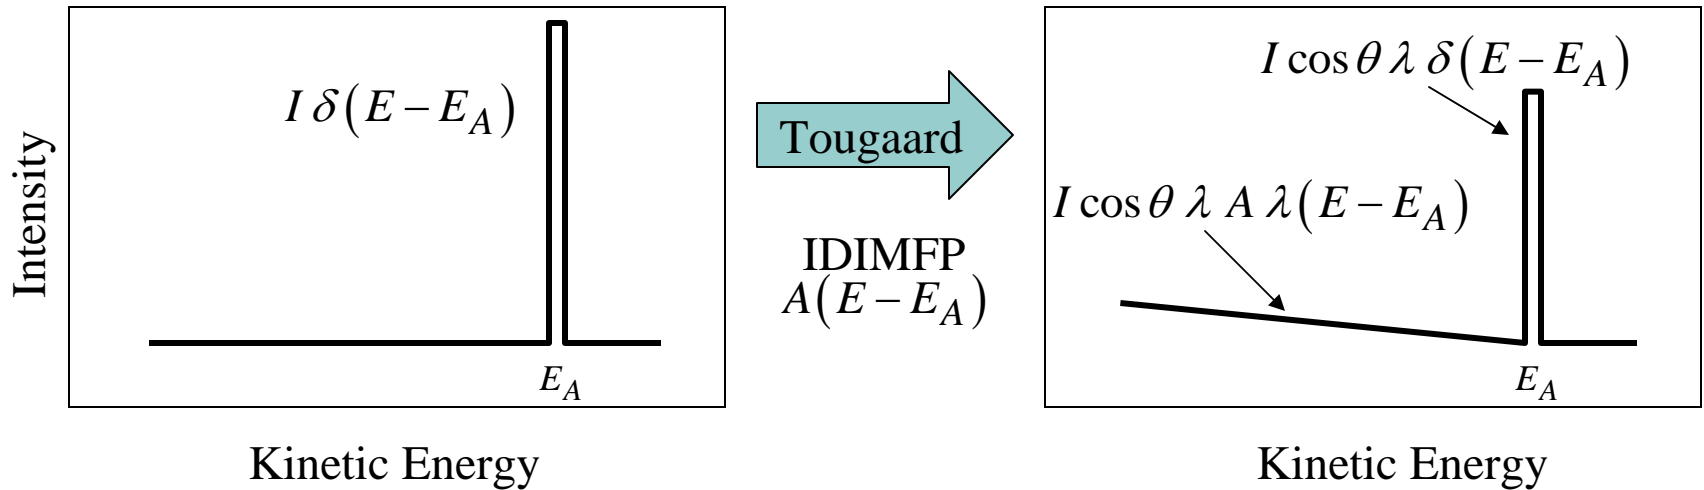 Intensity
I δ(E − E_A)
E_A
Kinetic Energy
Tougaard
IDIMFP
A(E − E_A)
I cos θ λ δ(E − E_A)
I cos θ λ A λ(E − E_A)
E_A
Kinetic Energy